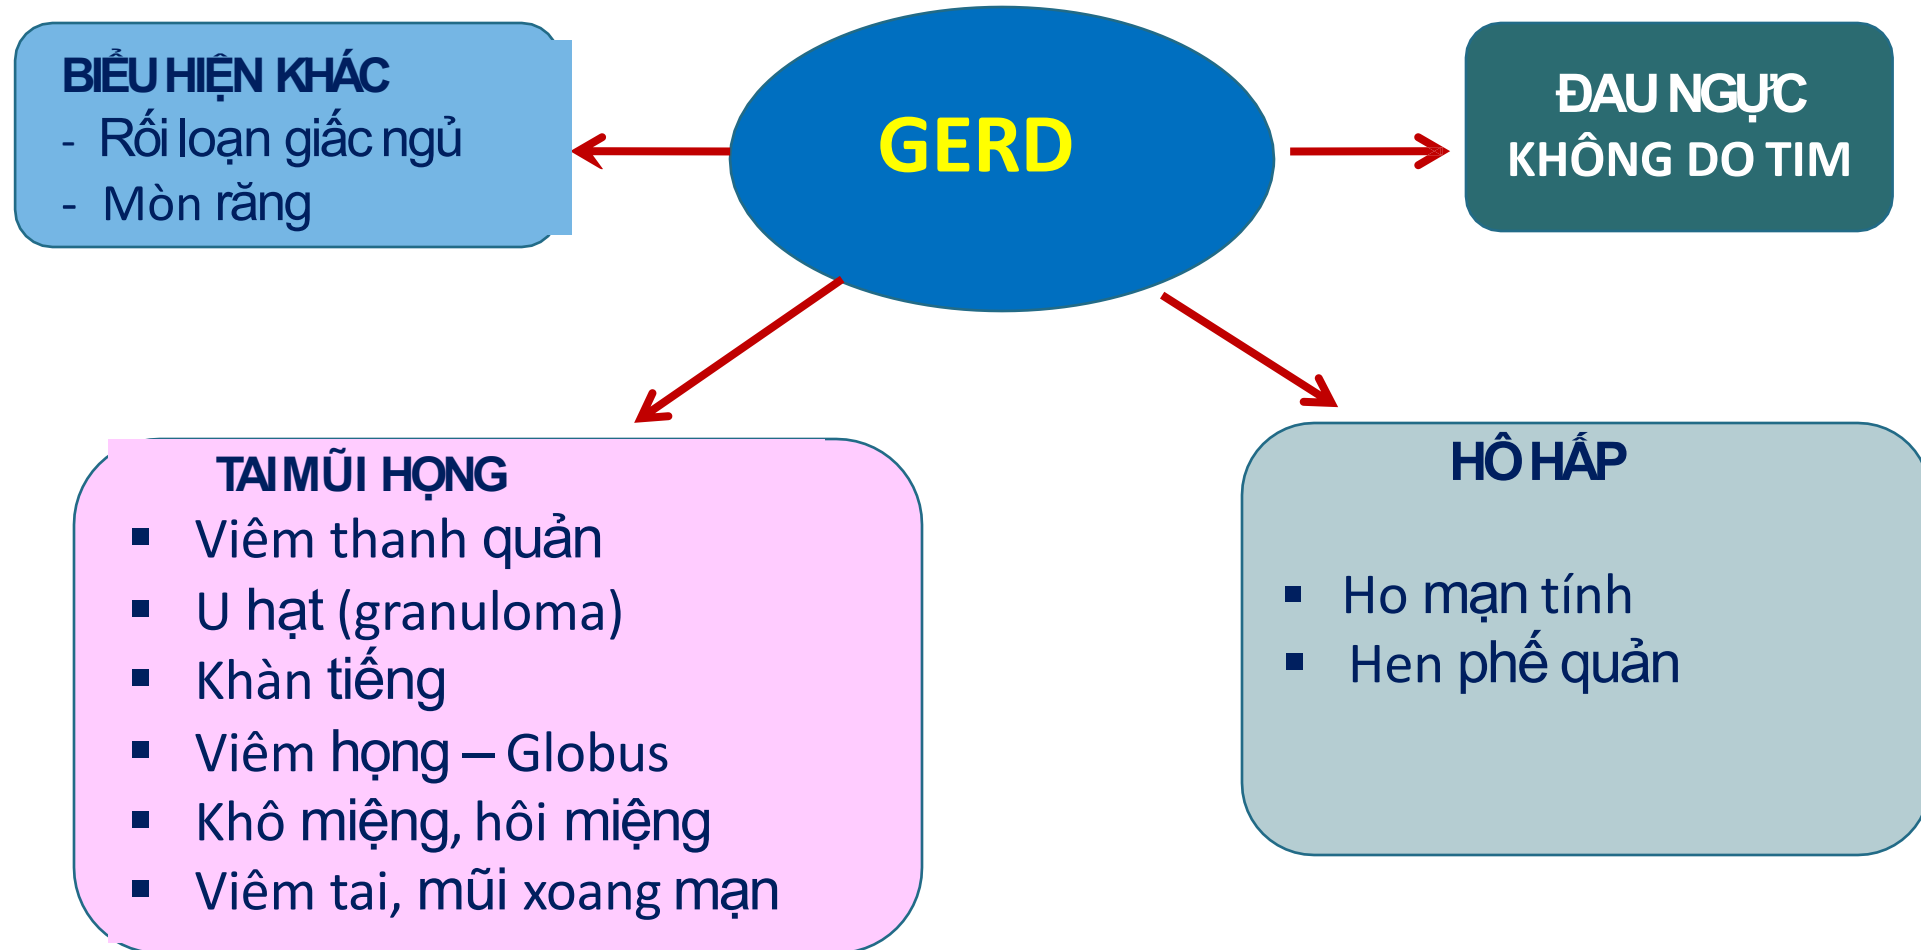 BIỂU HIỆN KHÁC
- Rối loạn giấc ngủ
- Mòn răng
GERD
ĐAU NGỰC
KHÔNG DO TIM
TAI MŨI HỌNG
▪ Viêm thanh quản
▪ U hạt (granuloma)
▪ Khàn tiếng
▪ Viêm họng – Globus
▪ Khô miệng, hôi miệng
▪ Viêm tai, mũi xoang mạn
HÔ HẤP
▪ Ho mạn tính
▪ Hen phế quản